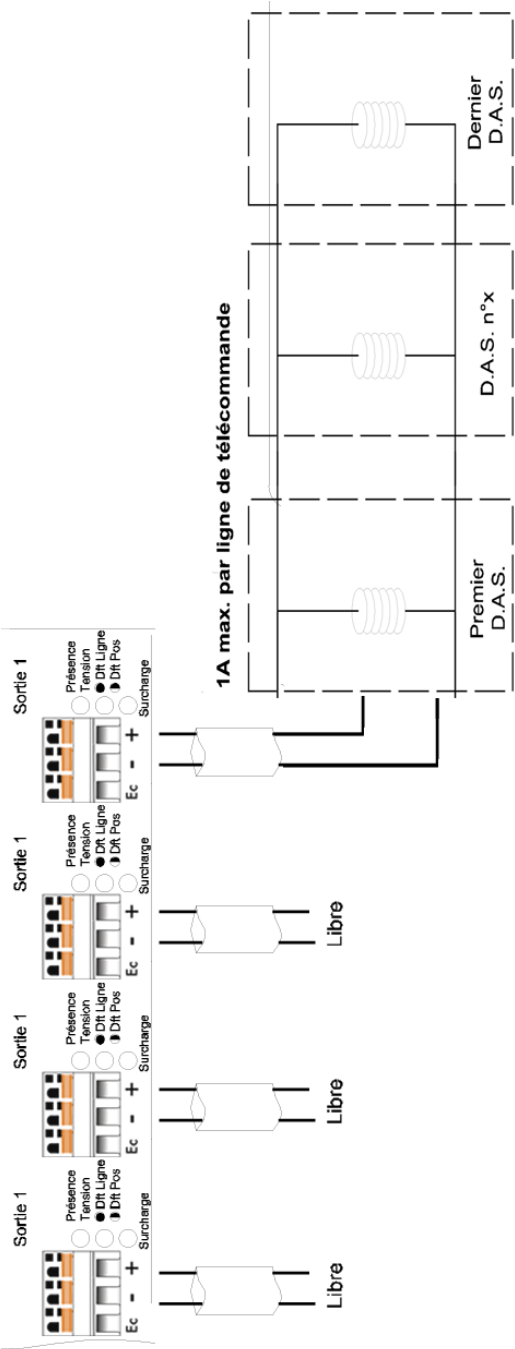 Sortie 1
Présence
Tension
Dft Ligne
Dft Pos
Surcharge
Ec - +
Libre
Sortie 1
Présence
Tension
Dft Ligne
Dft Pos
Surcharge
Ec - +
Libre
Sortie 1
Présence
Tension
Dft Ligne
Dft Pos
Surcharge
Ec - +
Libre
Sortie 1
Présence
Tension
Dft Ligne
Dft Pos
Surcharge
Ec - +
1A max. par ligne de télécommande
Premier
D.A.S.
D.A.S. n°x
Dernier
D.A.S.